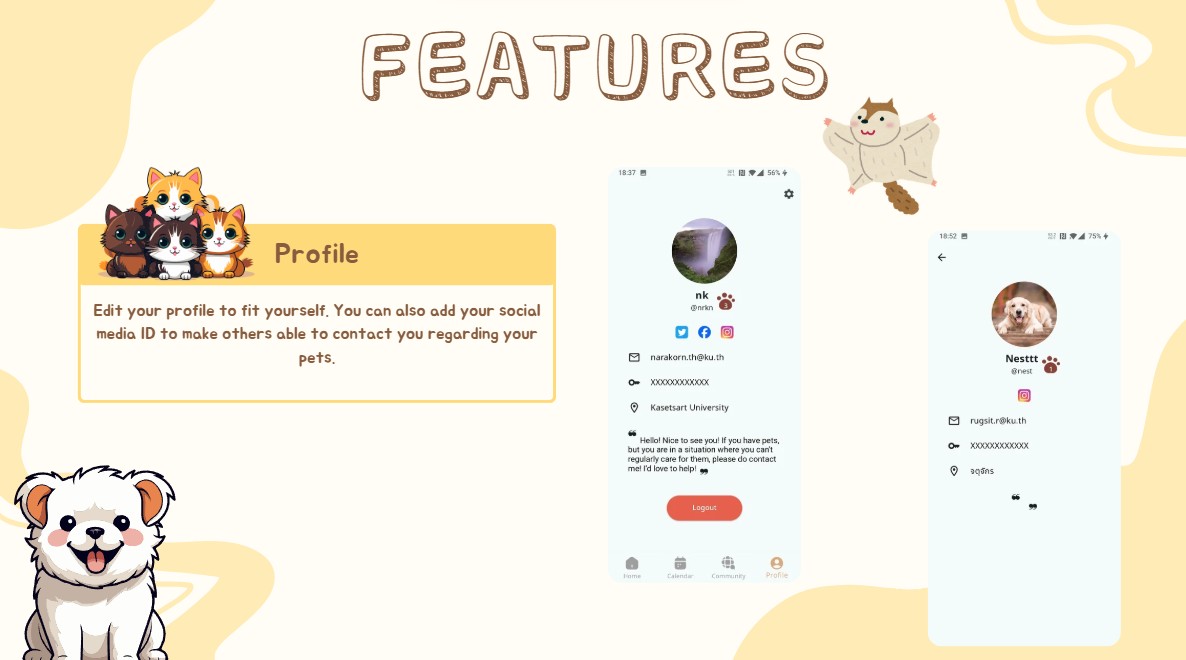 FEATURES
Profile
Edit your profile to fit yourself. You can also add your social
media ID to make others able to contact you regarding your
pets.
18:37
56%
nk
3
@nrkn
narakorn.th@ku.th
XXXXXXXXXXXX
Kasetsart University
❝ Hello! Nice to see you! If you have pets,
but you are in a situation where you can't
regularly care for them, please do contact
me! I'd love to help! ❞
Logout
Home
Calendar
Community
Profile
18:52
75%
Nesttt
1
@nest
rugsit.r@ku.th
XXXXXXXXXXXX
จตุจักร
❝
❞